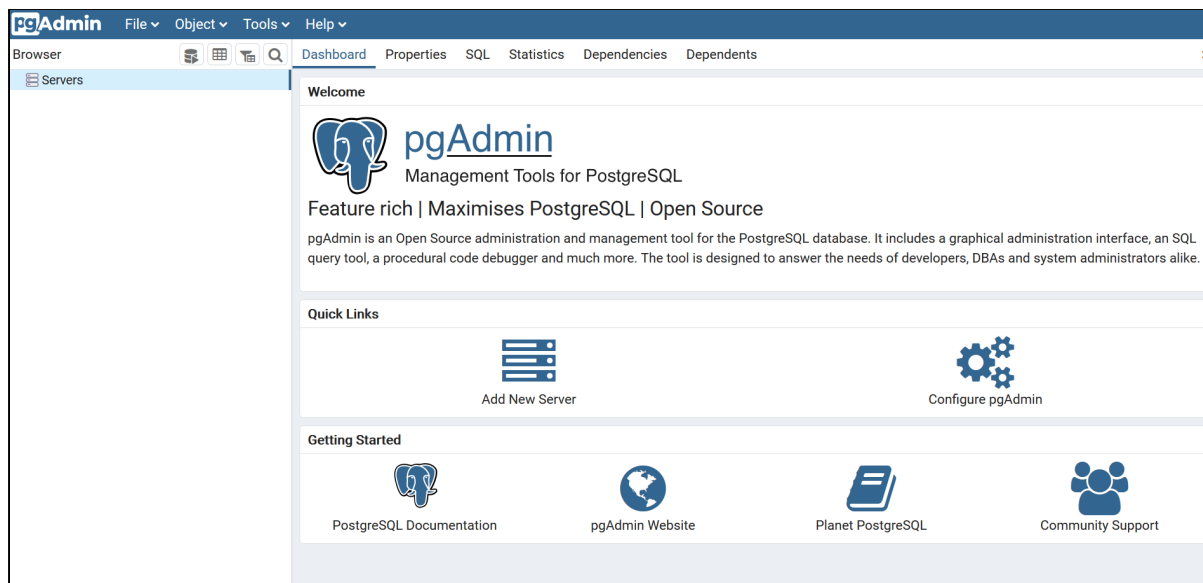 pgAdmin File Object Tools Help
Browser
Dashboard Properties SQL Statistics Dependencies Dependents
Servers
Welcome
pgAdmin
Management Tools for PostgreSQL
Feature rich | Maximises PostgreSQL | Open Source
pgAdmin is an Open Source administration and management tool for the PostgreSQL database. It includes a graphical administration interface, an SQL
query tool, a procedural code debugger and much more. The tool is designed to answer the needs of developers, DBAs and system administrators alike.
Quick Links
Add New Server
Configure pgAdmin
Getting Started
PostgreSQL Documentation
pgAdmin Website
Planet PostgreSQL
Community Support